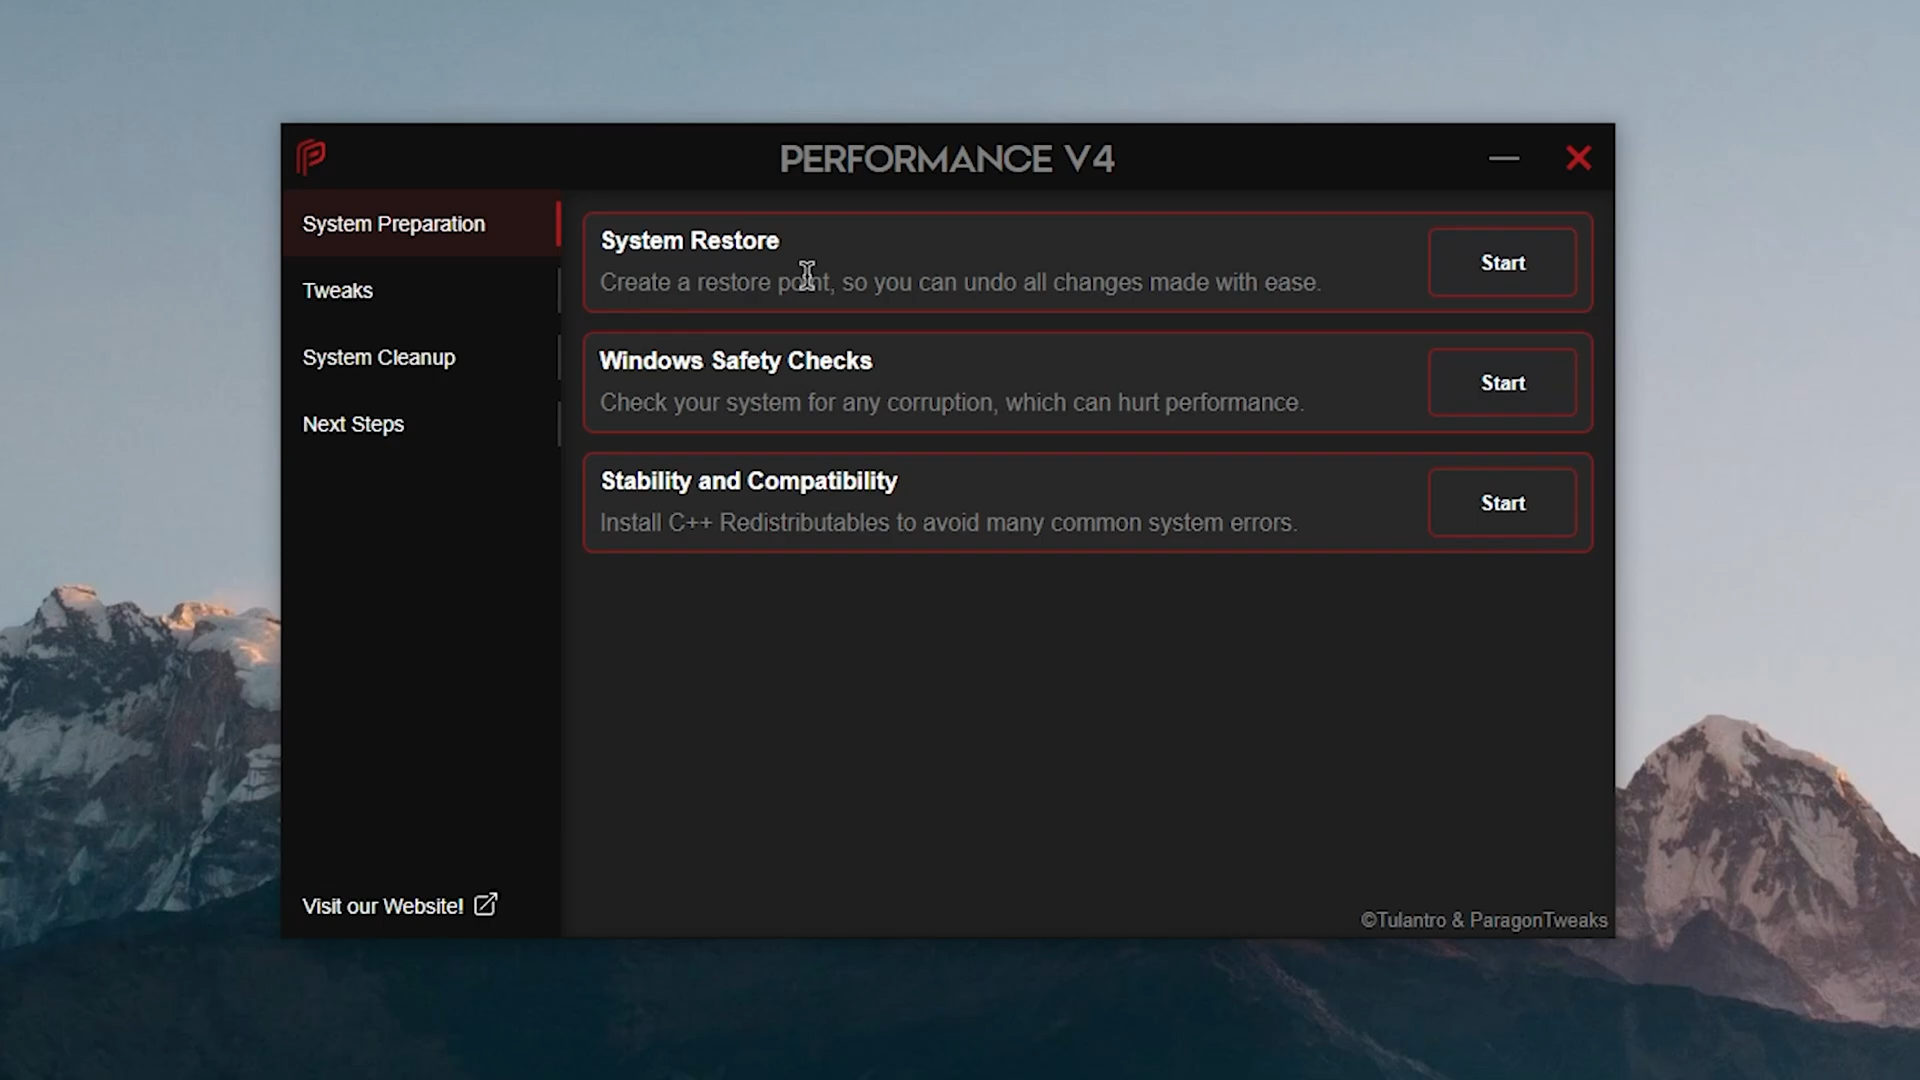 PERFORMANCE V4
System Preparation
Tweaks
System Cleanup
Next Steps
Visit our Website!
System Restore
Create a restore point, so you can undo all changes made with ease.
Start
Windows Safety Checks
Check your system for any corruption, which can hurt performance.
Start
Stability and Compatibility
Install C++ Redistributables to avoid many common system errors.
Start
©Tulantro & ParagonTweaks